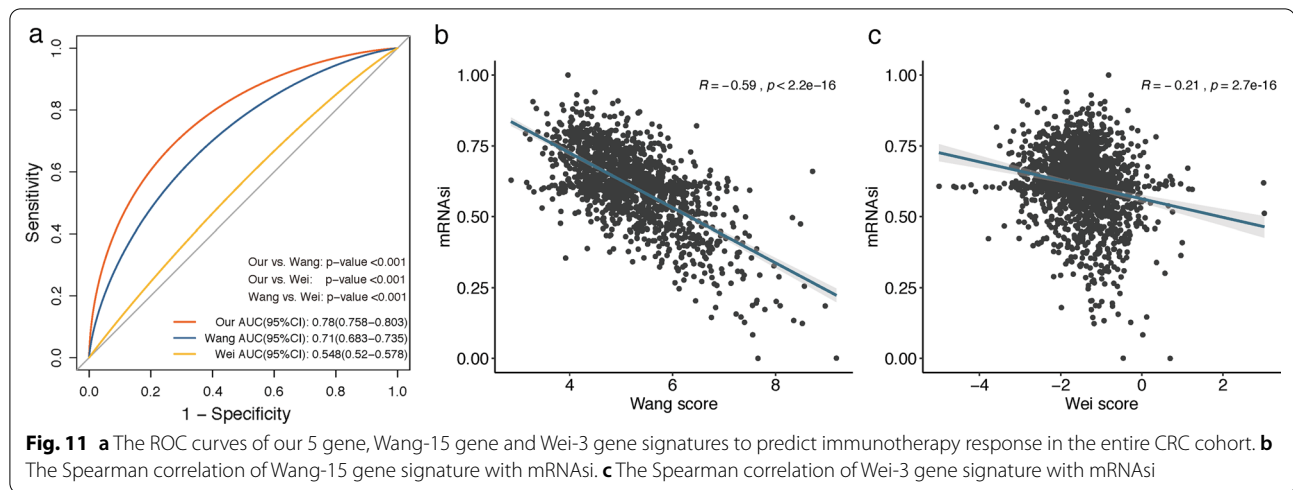 a
1.0
0.8
0.6
0.4
0.2
0.0
Sensitivity
Our vs. Wang: p-value <0.001
Our vs. Wei: p-value <0.001
Wang vs. Wei: p-value <0.001
Our AUC(95%CI): 0.78(0.758–0.803)
Wang AUC(95%CI): 0.71(0.683–0.735)
Wei AUC(95%CI): 0.548(0.52–0.578)
0.0 0.2 0.4 0.6 0.8 1.0
1 – Specificity
b
R = −0.59 , p < 2.2e−16
1.00
0.75
0.50
0.25
0.00
mRNAsi
4 6 8
Wang score
c
R = − 0.21 , p = 2.7e-16
1.00
0.75
0.50
0.25
0.00
mRNAsi
−4 −2 0 2
Wei score
Fig. 11 a The ROC curves of our 5 gene, Wang-15 gene and Wei-3 gene signatures to predict immunotherapy response in the entire CRC cohort. b
The Spearman correlation of Wang-15 gene signature with mRNAsi. c The Spearman correlation of Wei-3 gene signature with mRNAsi